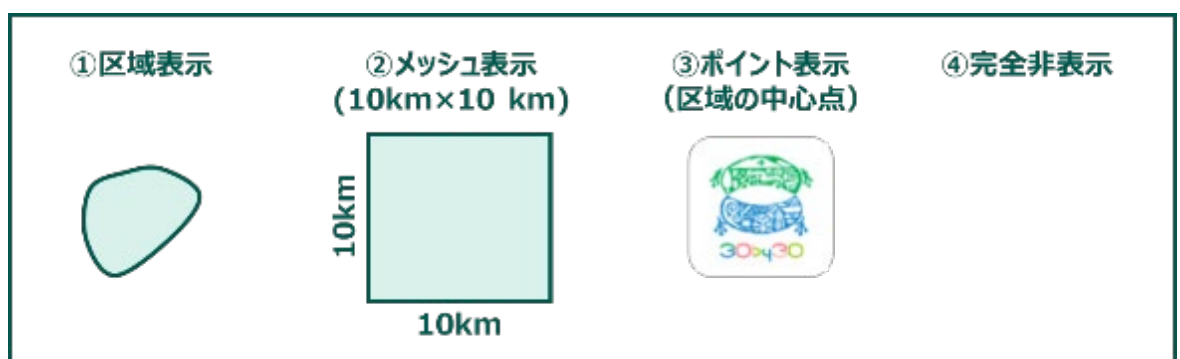 ①区域表示
②メッシュ表示
(10km×10 km)
③ポイント表示
（区域の中心点）
④完全非表示
10km
10km
30by30